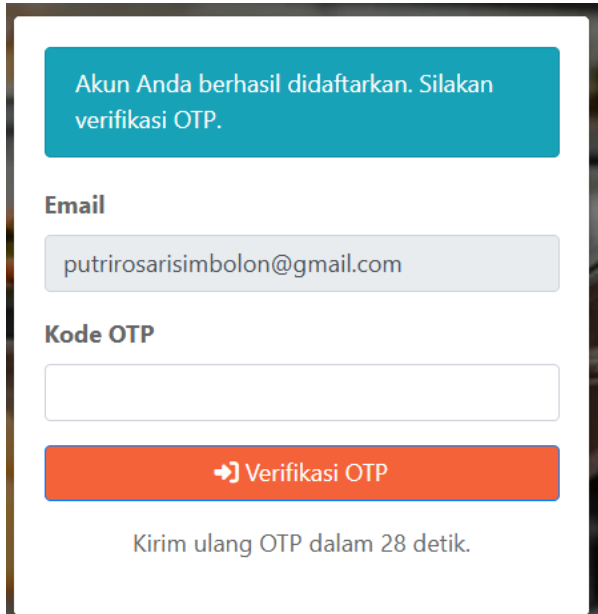 Akun Anda berhasil didaftarkan. Silakan
verifikasi OTP.
Email
putrirosarisimbolon@gmail.com
Kode OTP
Verifikasi OTP
Kirim ulang OTP dalam 28 detik.